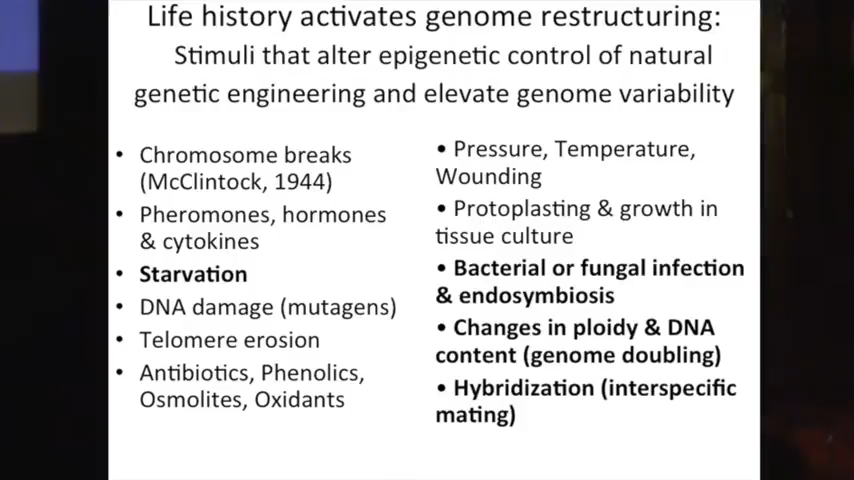 Life history activates genome restructuring:
Stimuli that alter epigenetic control of natural
genetic engineering and elevate genome variability
• Chromosome breaks
(McClintock, 1944)
• Pheromones, hormones
& cytokines
• Starvation
• DNA damage (mutagens)
• Telomere erosion
• Antibiotics, Phenolics,
Osmolites, Oxidants
• Pressure, Temperature,
Wounding
• Protoplasting & growth in
tissue culture
• Bacterial or fungal infection
& endosymbiosis
• Changes in ploidy & DNA
content (genome doubling)
• Hybridization (interspecific
mating)